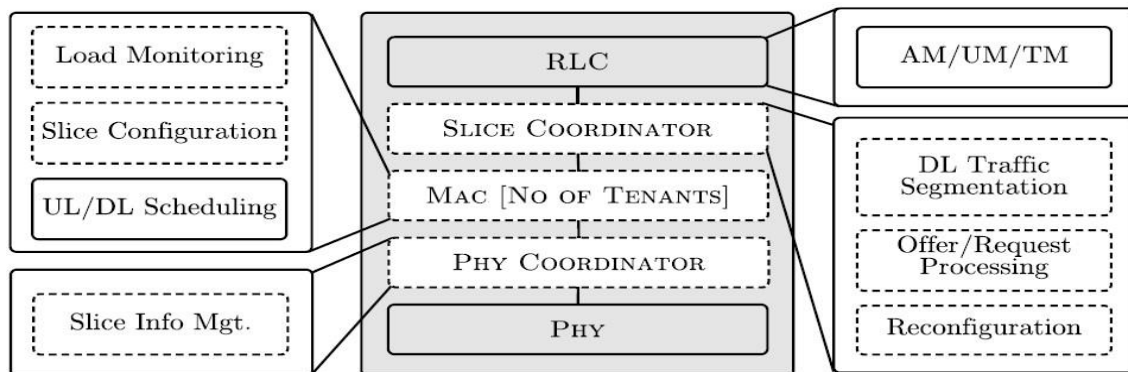 Load Monitoring
Slice Configuration
UL/DL Scheduling
Slice Info Mgt.
RLC
SLICE COORDINATOR
MAC [NO OF TENANTS]
PHY COORDINATOR
PHY
AM/UM/TM
DL Traffic
Segmentation
Offer/Request
Processing
Reconfiguration